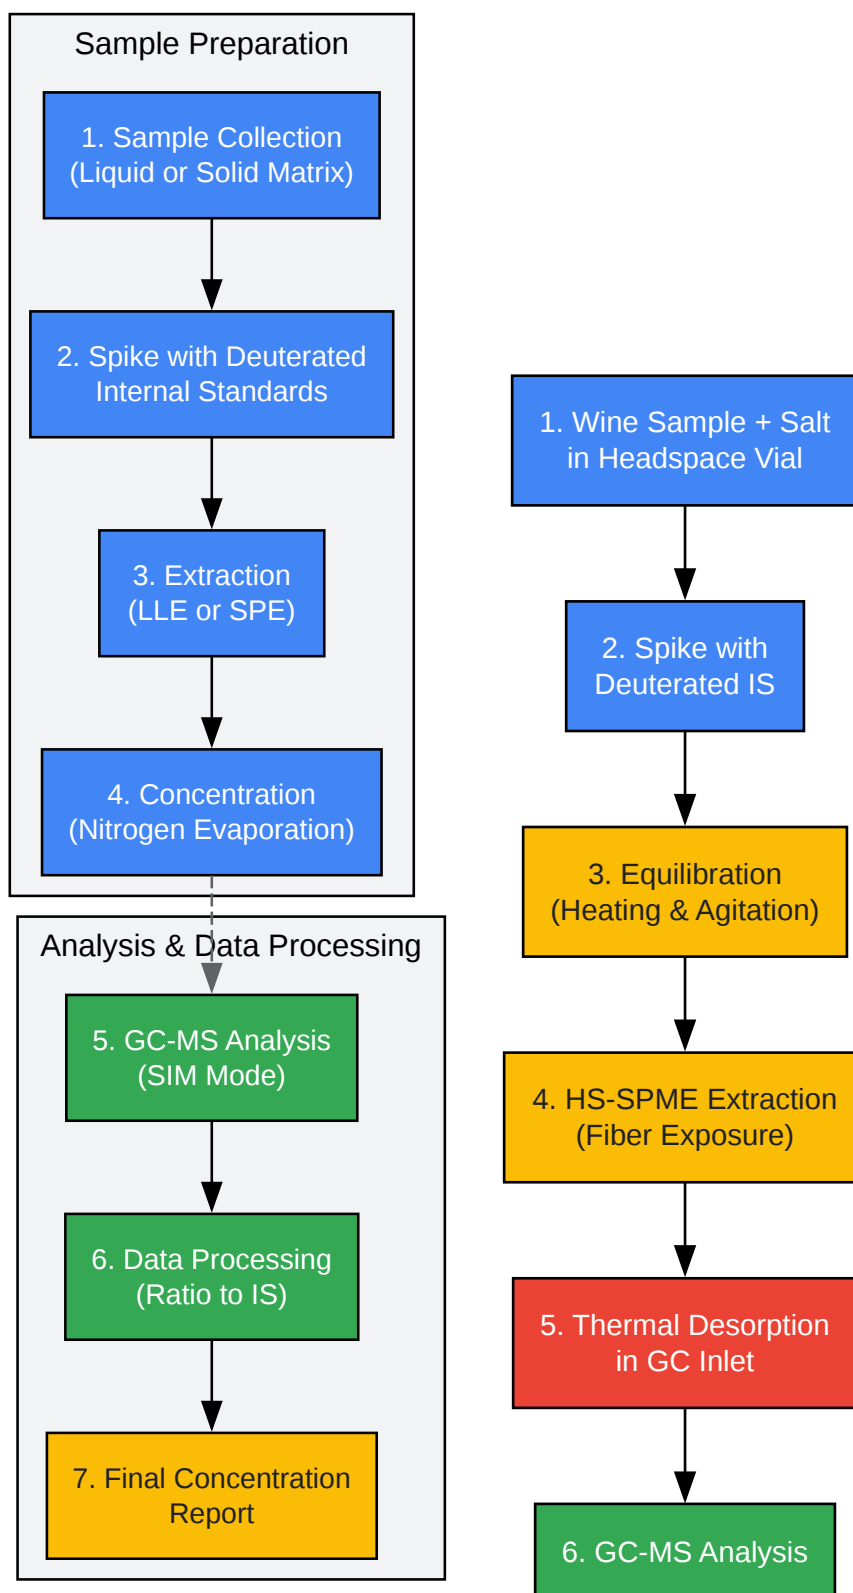 Sample Preparation
1. Sample Collection
(Liquid or Solid Matrix)
2. Spike with Deuterated
Internal Standards
3. Extraction
(LLE or SPE)
4. Concentration
(Nitrogen Evaporation)
Analysis & Data Processing
5. GC-MS Analysis
(SIM Mode)
6. Data Processing
(Ratio to IS)
7. Final Concentration
Report
1. Wine Sample + Salt
in Headspace Vial
2. Spike with
Deuterated IS
3. Equilibration
(Heating & Agitation)
4. HS-SPME Extraction
(Fiber Exposure)
5. Thermal Desorption
in GC Inlet
6. GC-MS Analysis